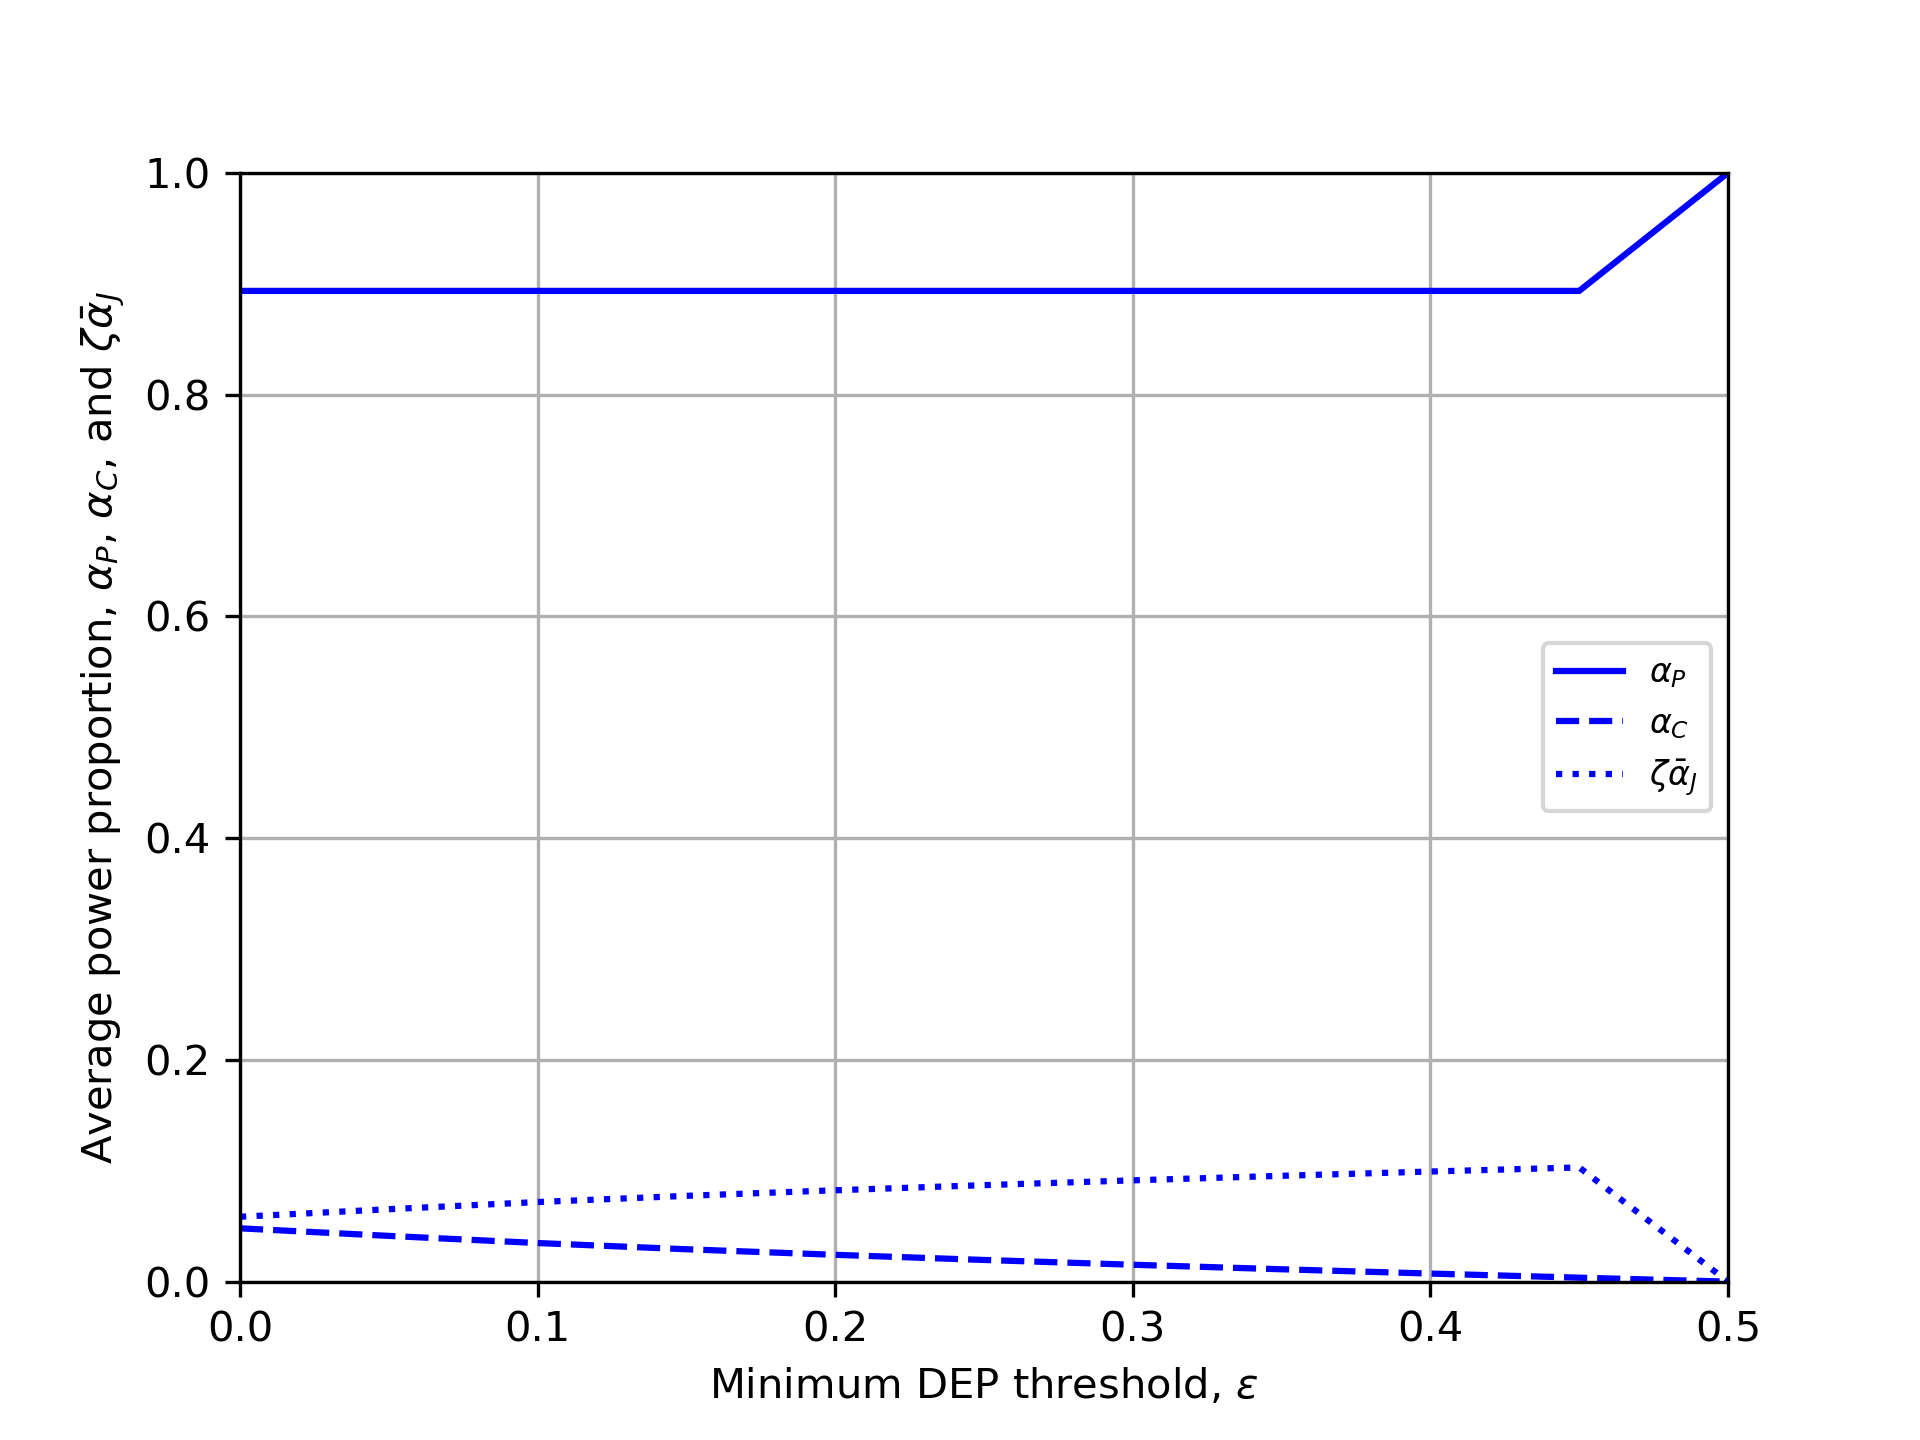 Average power proportion, α_P, α_C, and ζᾱ_J
1.0
0.8
0.6
0.4
0.2
0.0
α_P
α_C
ζᾱ_J
0.0 0.1 0.2 0.3 0.4 0.5
Minimum DEP threshold, ε